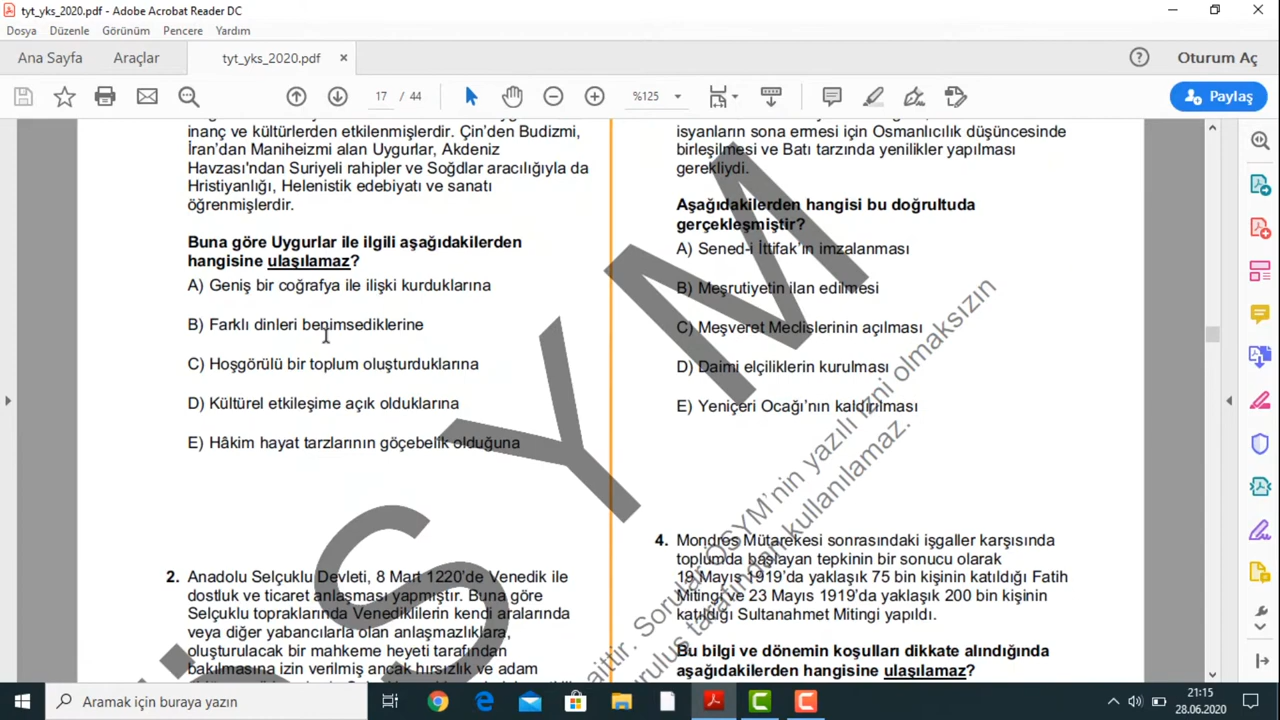 tyt_yks_2020.pdf - Adobe Acrobat Reader DC
Dosya Düzenle Görünüm Pencere Yardım
Ana Sayfa Araçlar tyt_yks_2020.pdf × Oturum Aç
17 / 44 %125 Paylaş
inanç ve kültürlerden etkilenmişlerdir. Çin’den Budizmi,
İran’dan Maniheizmi alan Uygurlar, Akdeniz
Havzası'ndan Suriyeli rahipler ve Soğdlar aracılığıyla da
Hristiyanlığı, Helenistik edebiyatı ve sanatı
öğrenmişlerdir.
Buna göre Uygurlar ile ilgili aşağıdakilerden
hangisine ulaşılamaz?
A) Geniş bir coğrafya ile ilişki kurduklarına
B) Farklı dinleri benimsediklerine
C) Hoşgörülü bir toplum oluşturduklarına
D) Kültürel etkileşime açık olduklarına
E) Hâkim hayat tarzlarının göçebelik olduğuna
2. Anadolu Selçuklu Devleti, 8 Mart 1220’de Venedik ile
dostluk ve ticaret anlaşması yapmıştır. Buna göre
Selçuklu topraklarında Venediklilerin kendi aralarında
veya diğer yabancılarla olan anlaşmazlıklara,
oluşturulacak bir mahkeme heyeti tarafından
bakılmasına izin verilmiş ancak hırsızlık ve adam
isyanların sona ermesi için Osmanlıcılık düşüncesinde
birleşilmesi ve Batı tarzında yenilikler yapılması
gerekliydi.
Aşağıdakilerden hangisi bu doğrultuda
gerçekleşmiştir?
A) Sened-i İttifak’ın imzalanması
B) Meşrutiyetin ilan edilmesi
C) Meşveret Meclislerinin açılması
D) Daimi elçiliklerin kurulması
E) Yeniçeri Ocağı’nın kaldırılması
4. Mondros Mütarekesi sonrasındaki işgaller karşısında
toplumda başlayan tepkinin bir sonucu olarak
19 Mayıs 1919’da yaklaşık 75 bin kişinin katıldığı Fatih
Mitingi ve 23 Mayıs 1919’da yaklaşık 200 bin kişinin
katıldığı Sultanahmet Mitingi yapıldı.
Bu bilgi ve dönemin koşulları dikkate alındığında
aşağıdakilerden hangisine ulaşılamaz?
ÖSYM
aittir. Sorular ÖSYM’nin yazılı izni olmaksızın
tarafından kullanılamaz.
Aramak için buraya yazın
21:15
28.06.2020